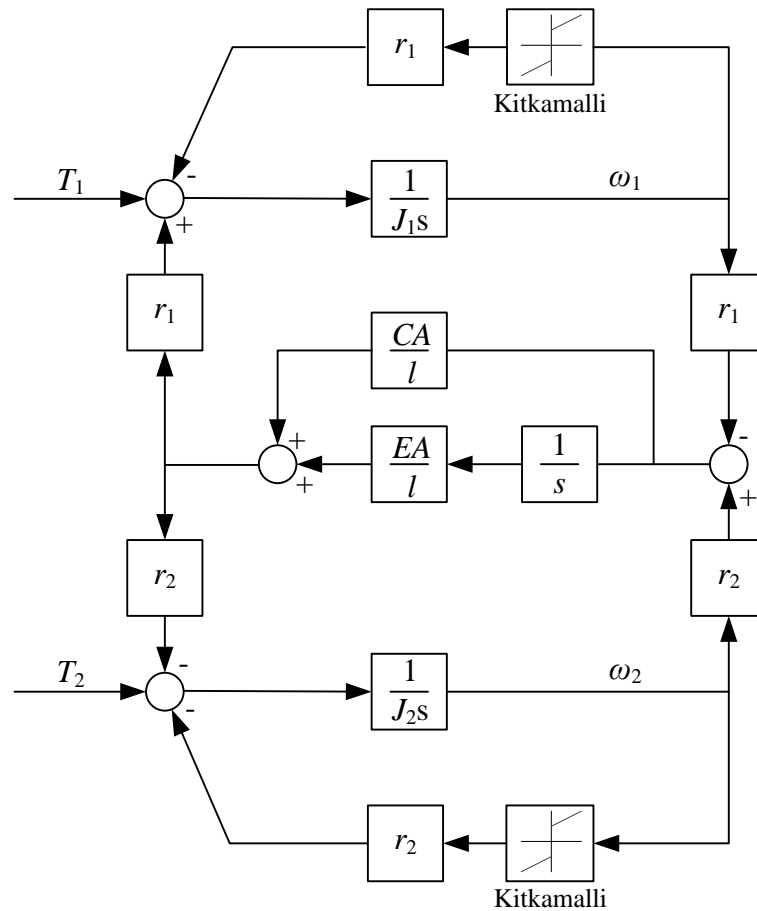 r₁
Kitkamalli
T₁
-
+
1
J₁s
ω₁
r₁
r₁
CA
l
+
+
EA
l
1
s
-
+
r₂
r₂
T₂
-
-
1
J₂s
ω₂
r₂
Kitkamalli